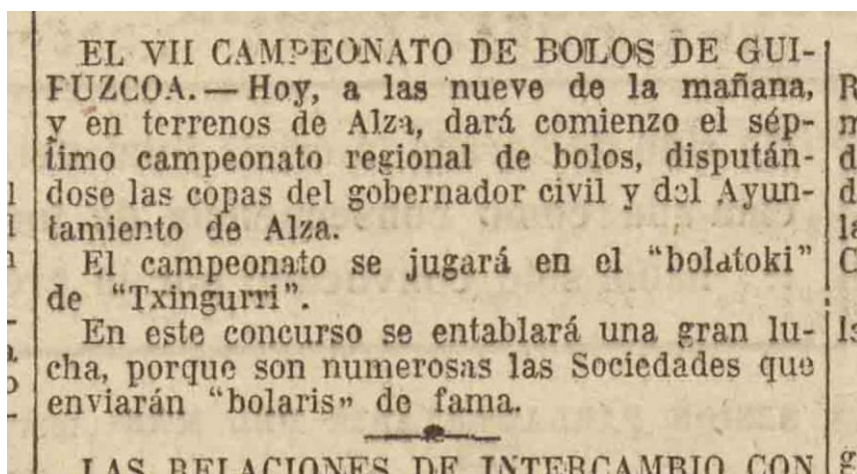 EL VII CAMPEONATO DE BOLOS DE GUI-
PUZCOA.—Hoy, a las nueve de la mañana,
y en terrenos de Alza, dará comienzo el sép-
timo campeonato regional de bolos, dispután-
dose las copas del gobernador civil y del Ayun-
tamiento de Alza.
El campeonato se jugará en el "bolatoki"
de "Txingurri".
En este concurso se entablará una gran lu-
cha, porque son numerosas las Sociedades que
enviarán "bolaris" de fama.
LAS RELACIONES DE INTERCAMBIO CON